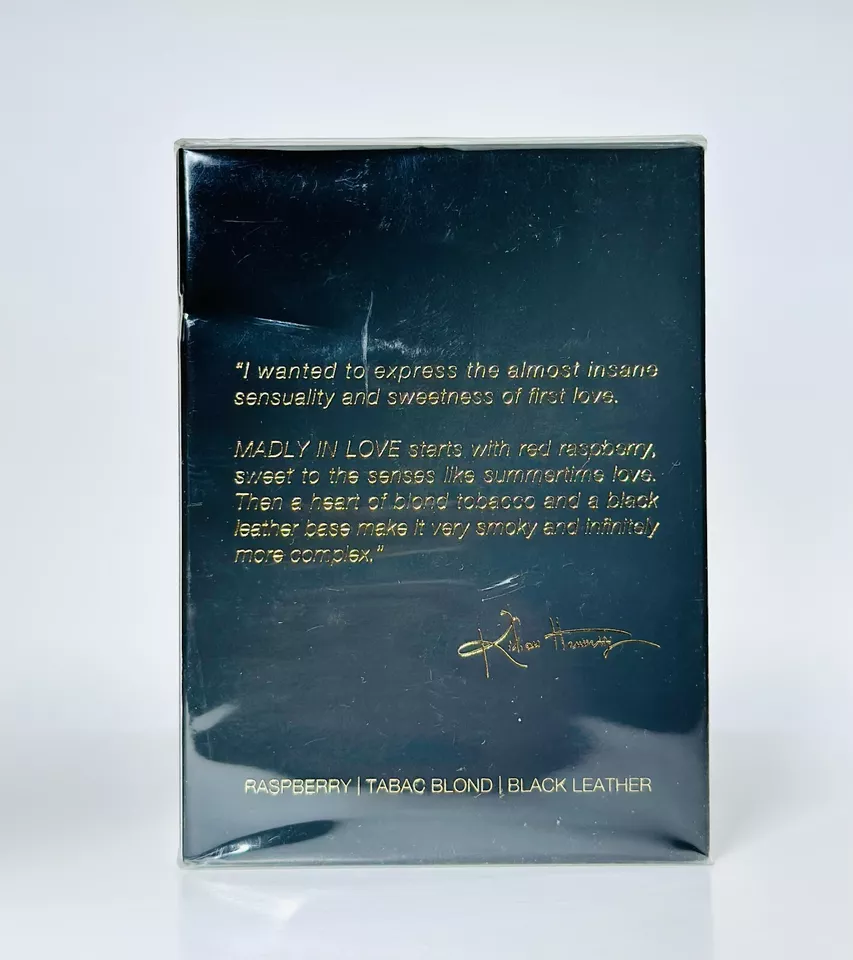 "I wanted to express the almost insane
sensuality and sweetness of first love.
MADLY IN LOVE starts with red raspberry,
sweet to the senses like summertime love.
Then a heart of blond tobacco and a black
leather base make it very smoky and infinitely
more complex."
Kilian Hennessy
RASPBERRY | TABAC BLOND | BLACK LEATHER